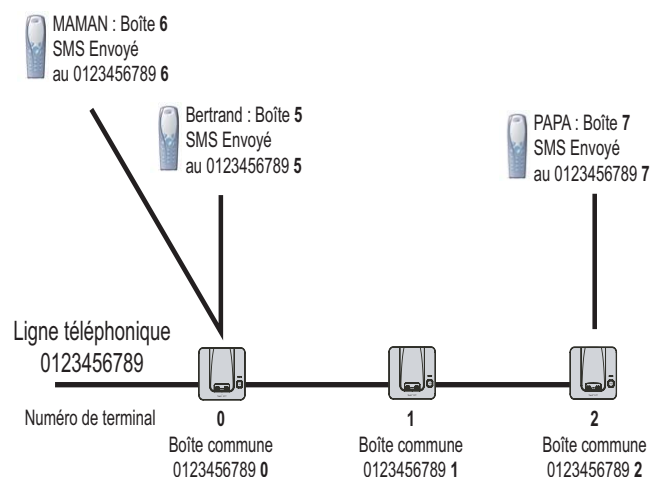 MAMAN : Boîte 6
SMS Envoyé
au 0123456789 6
Bertrand : Boîte 5
SMS Envoyé
au 0123456789 5
PAPA : Boîte 7
SMS Envoyé
au 0123456789 7
Ligne téléphonique
0123456789
Numéro de terminal
0
1
2
Boîte commune
0123456789 0
Boîte commune
0123456789 1
Boîte commune
0123456789 2